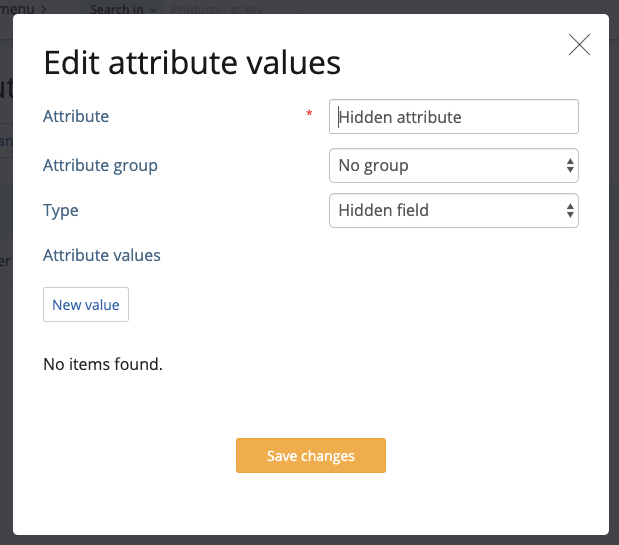 menu >
Search in
Products - g: key
Edit attribute values
Attribute * Hidden attribute
Attribute group No group
Type Hidden field
Attribute values
New value
No items found.
Save changes